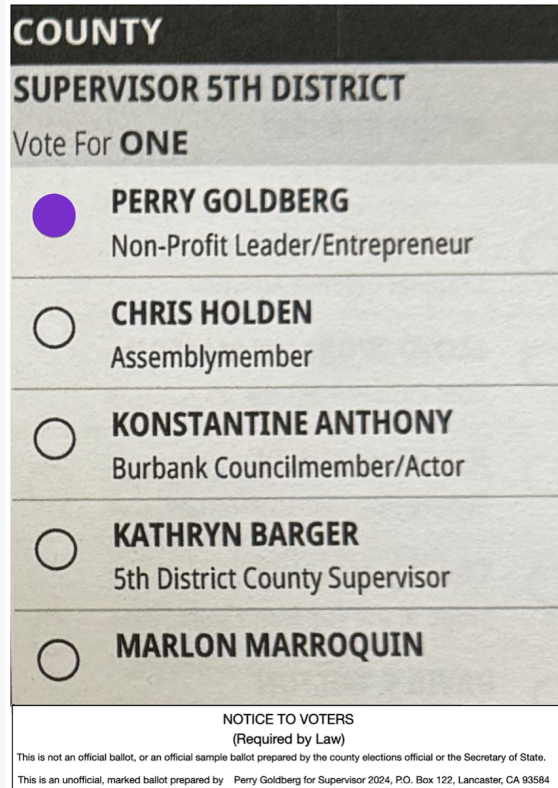 COUNTY
SUPERVISOR 5TH DISTRICT
Vote For ONE
PERRY GOLDBERG
Non-Profit Leader/Entrepreneur
CHRIS HOLDEN
Assemblymember
KONSTANTINE ANTHONY
Burbank Councilmember/Actor
KATHRYN BARGER
5th District County Supervisor
MARLON MARROQUIN
NOTICE TO VOTERS
(Required by Law)
This is not an official ballot, or an official sample ballot prepared by the county elections official or the Secretary of State.
This is an unofficial, marked ballot prepared by Perry Goldberg for Supervisor 2024, P.O. Box 122, Lancaster, CA 93584